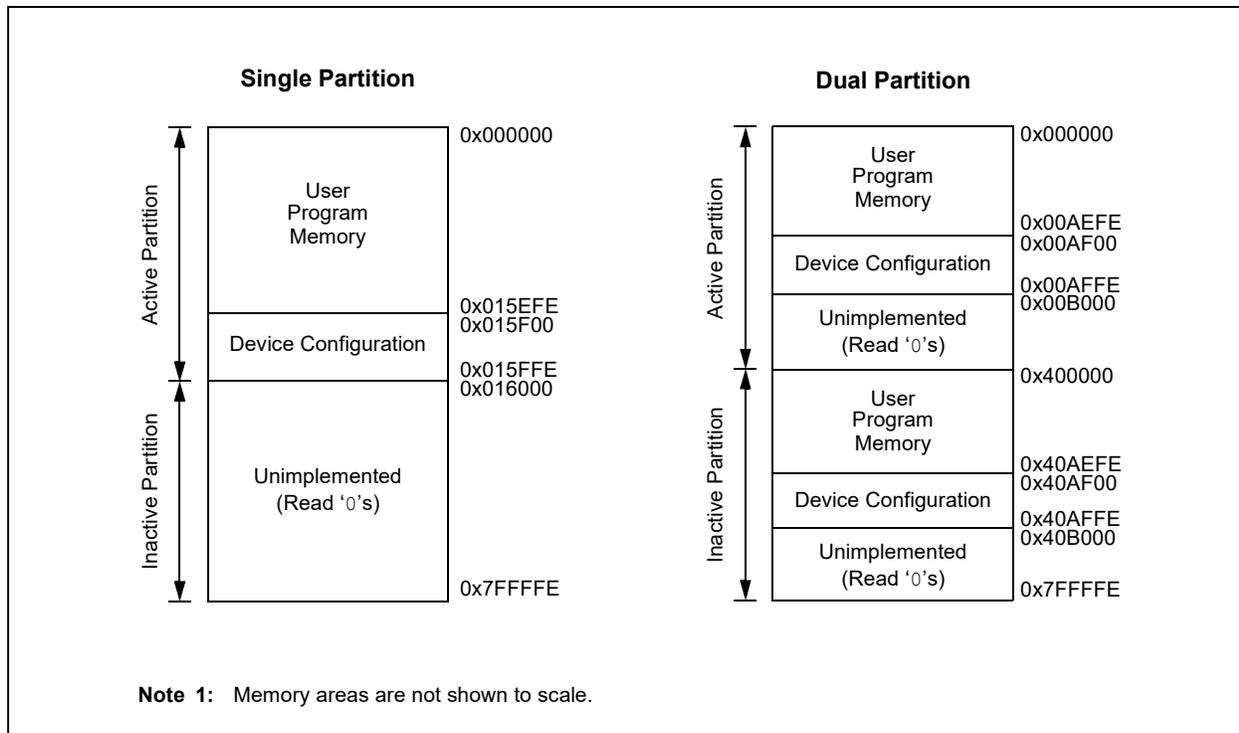 Single Partition
Active Partition
Inactive Partition
User
Program
Memory
Device Configuration
Unimplemented
(Read ‘0’s)
0x000000
0x015EFE
0x015F00
0x015FFE
0x016000
0x7FFFFE
Dual Partition
Active Partition
Inactive Partition
User
Program
Memory
Device Configuration
Unimplemented
(Read ‘0’s)
User
Program
Memory
Device Configuration
Unimplemented
(Read ‘0’s)
0x000000
0x00AEFE
0x00AF00
0x00AFFE
0x00B000
0x400000
0x40AEFE
0x40AF00
0x40AFFE
0x40B000
0x7FFFFE
Note 1: Memory areas are not shown to scale.